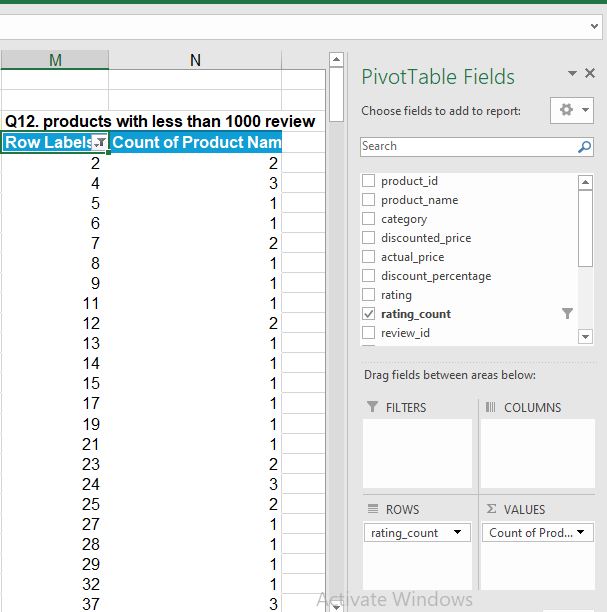 M N
Q12. products with less than 1000 review
Row Labels Count of Product Nam
2 2
4 3
5 1
6 1
7 2
8 1
9 1
11 1
12 2
13 1
14 1
15 1
17 1
19 1
21 1
23 2
24 3
25 2
27 1
28 1
29 1
32 1
37 3
PivotTable Fields
Choose fields to add to report:
Search
product_id
product_name
category
discounted_price
actual_price
discount_percentage
rating
rating_count
review_id
Drag fields between areas below:
FILTERS
COLUMNS
ROWS
rating_count
Σ VALUES
Count of Prod...
Activate Windows